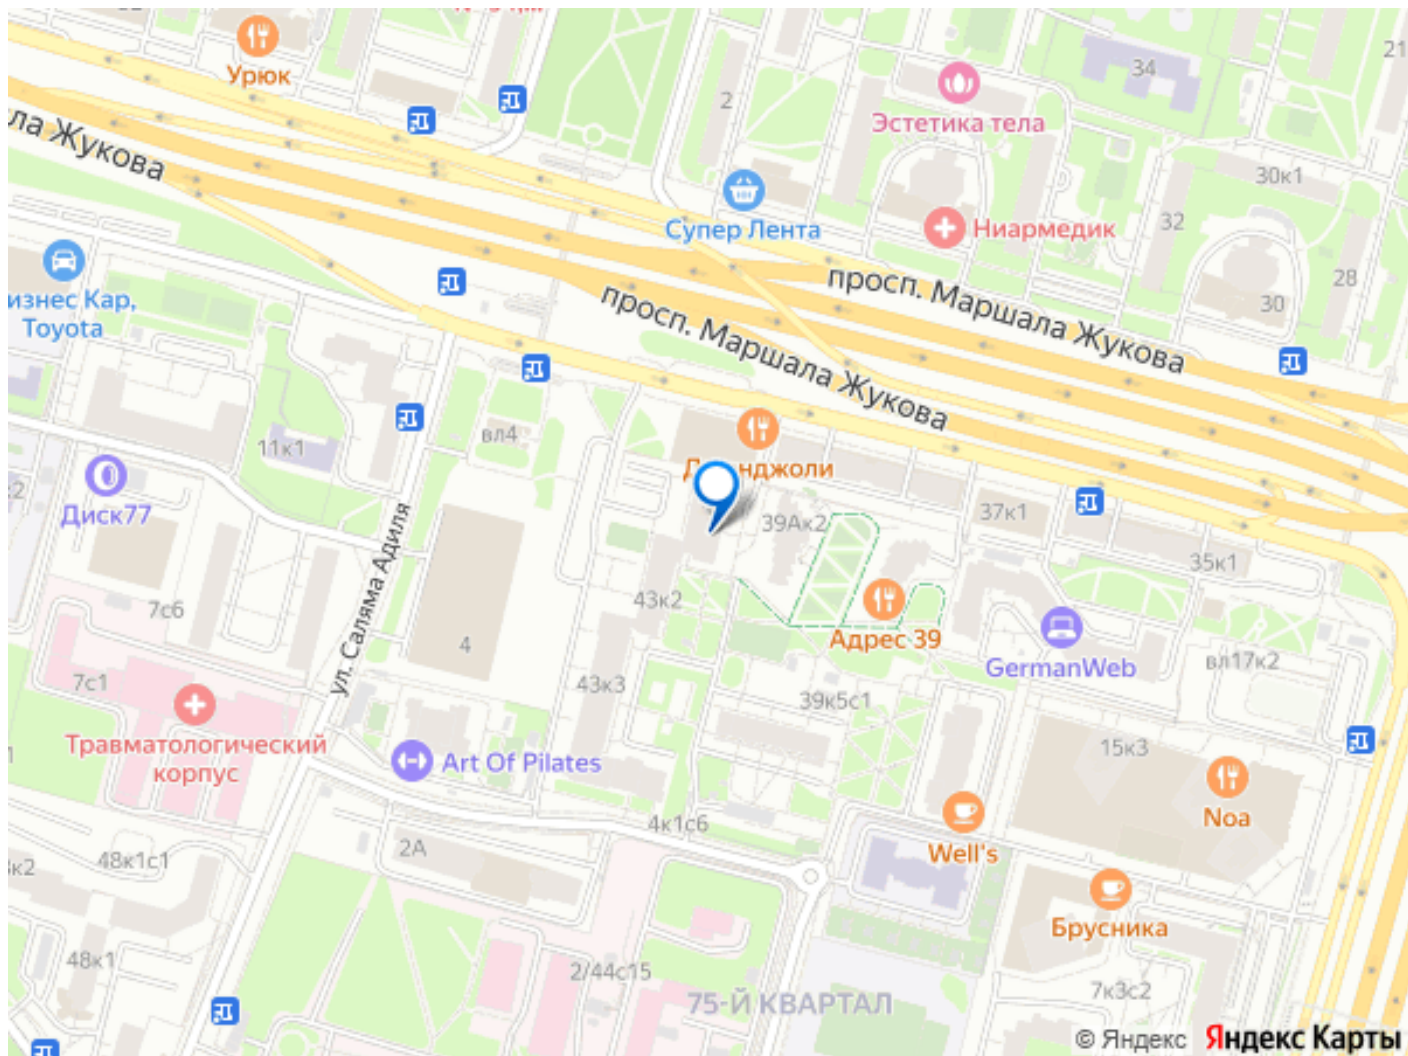 Урюк
34
21
2
Эстетика тела
ла Жукова
30к1
Супер Лента
32
Ниармедик
28
просп. Маршала Жукова
30
изнес Кар,
Toyota
просп. Маршала Жукова
вл4
11к1
нджоли
Диск77
39Ак2
37к1
ул. Саляма Адиля
35к1
7с6
43к2
4
Адрес 39
GermanWeb
вл17к2
7с1
43к3
39к5с1
Травматологический
корпус
15к3
Art Of Pilates
Noa
4к1с6
2А
48к1с1
Well's
к2
Брусника
48к1
2/44с15
7к3с2
75-Й КВАРТАЛ
© Яндекс Яндекс Карты